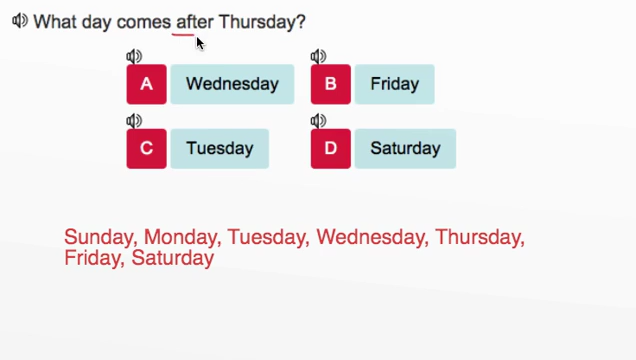 What day comes after Thursday?
A Wednesday
B Friday
C Tuesday
D Saturday
Sunday, Monday, Tuesday, Wednesday, Thursday,
Friday, Saturday